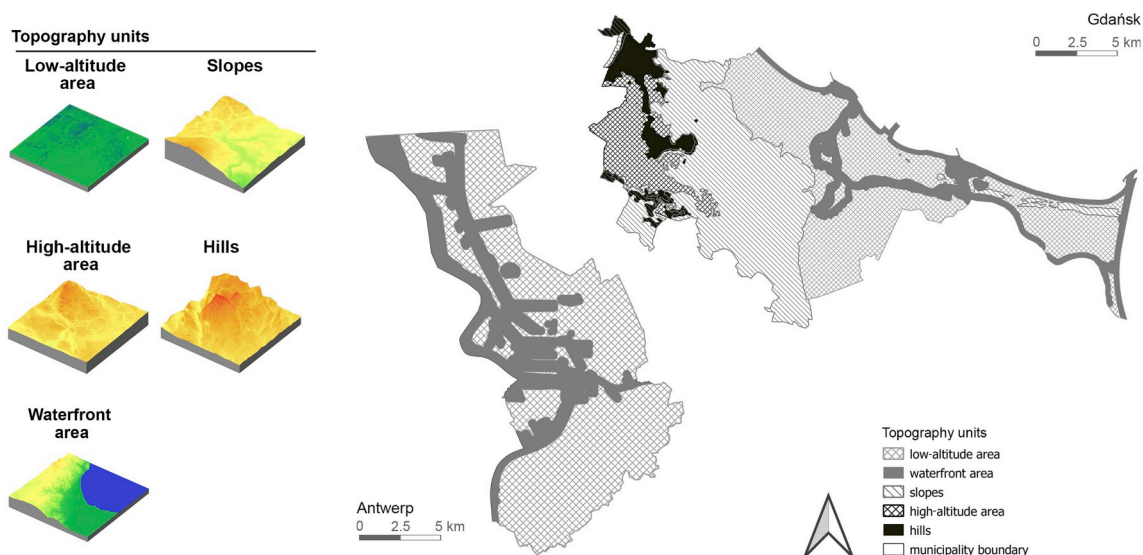 Topography units
Low-altitude
area
Slopes
High-altitude
area
Hills
Waterfront
area
Gdańsk
0 2.5 5 km
Antwerp
0 2.5 5 km
Topography units
low-altitude area
waterfront area
slopes
high-altitude area
hills
municipality boundary